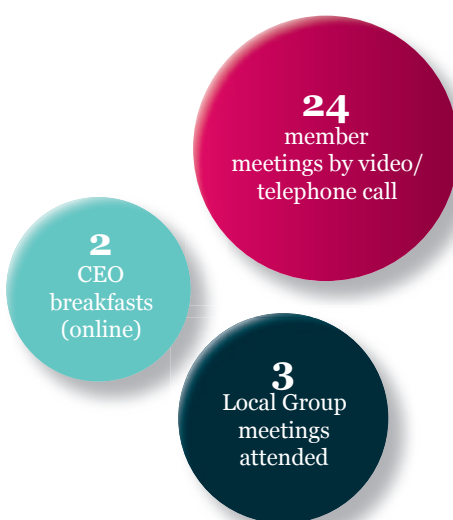 24
member
meetings by video/
telephone call
2
CEO
breakfasts
(online)
3
Local Group
meetings
attended